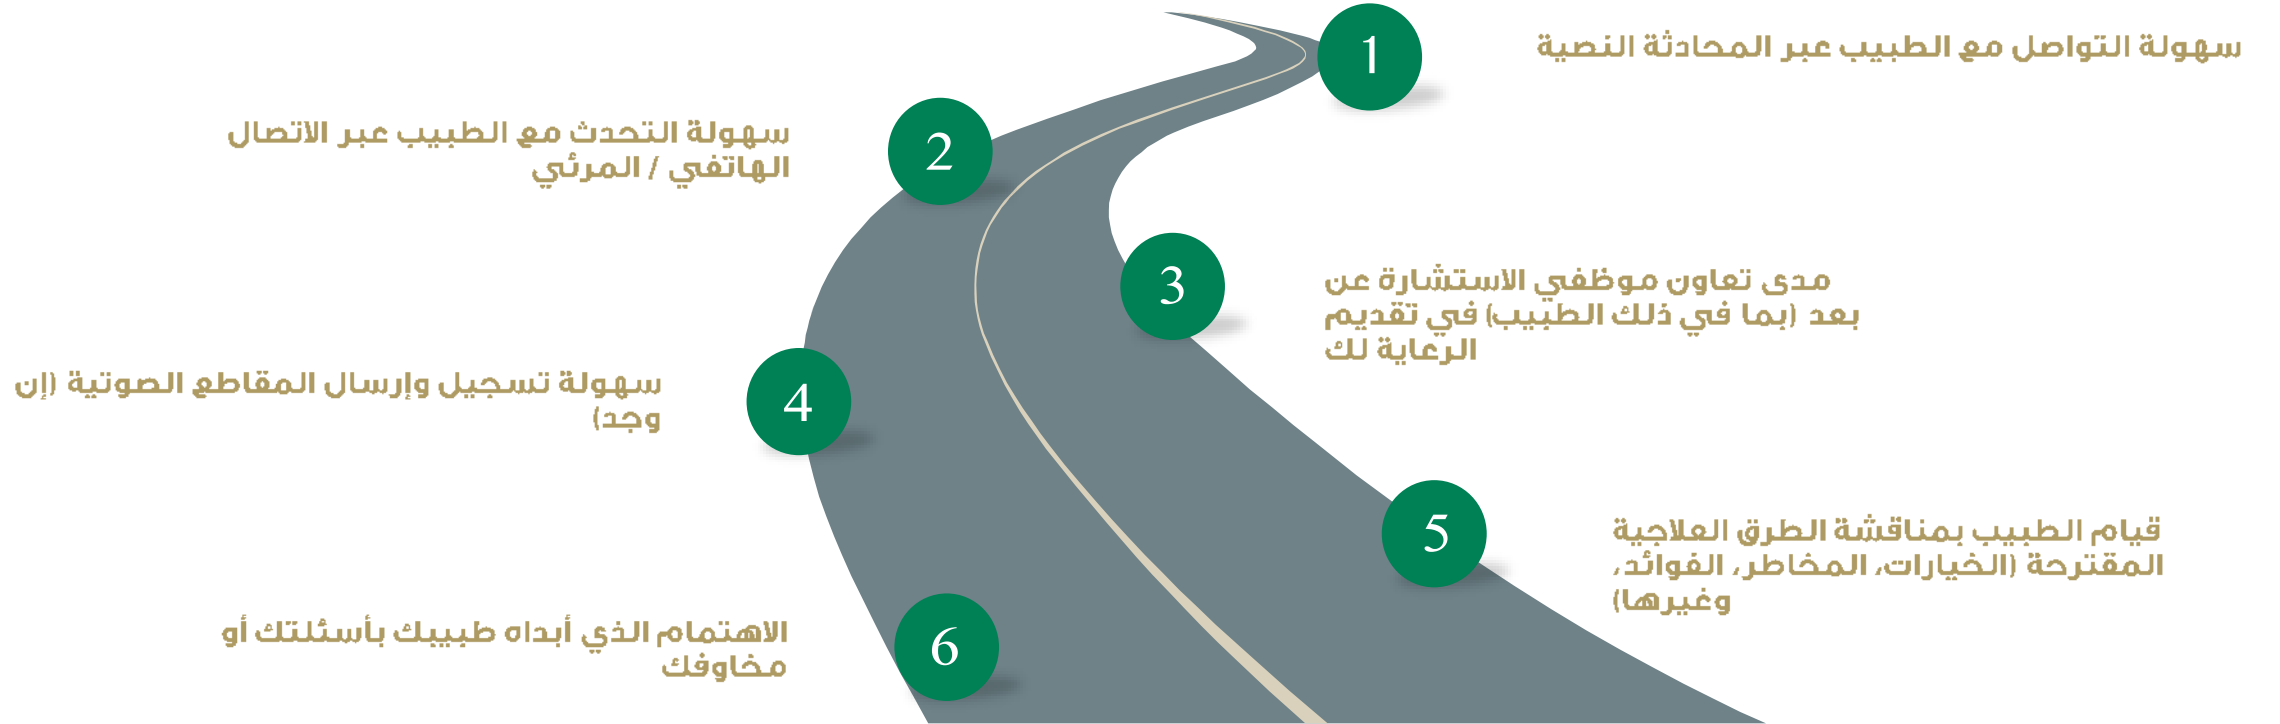 1
سهولة التواصل مع الطبيب عبر المحادثة النصية
2
سهولة التحدث مع الطبيب عبر الاتصال
الهاتفي / المرئي
3
مدى تعاون موظفي الاستشارة عن
بعد (بما في ذلك الطبيب) في تقديم
الرعاية لك
4
سهولة تسجيل وإرسال المقاطع الصوتية (إن
وجد)
5
قيام الطبيب بمناقشة الطرق العلاجية
المقترحة (الخيارات، المخاطر، الفوائد،
وغيرها)
6
الاهتمام الذي أبداه طبيبك بأسئلتك أو
مخاوفك